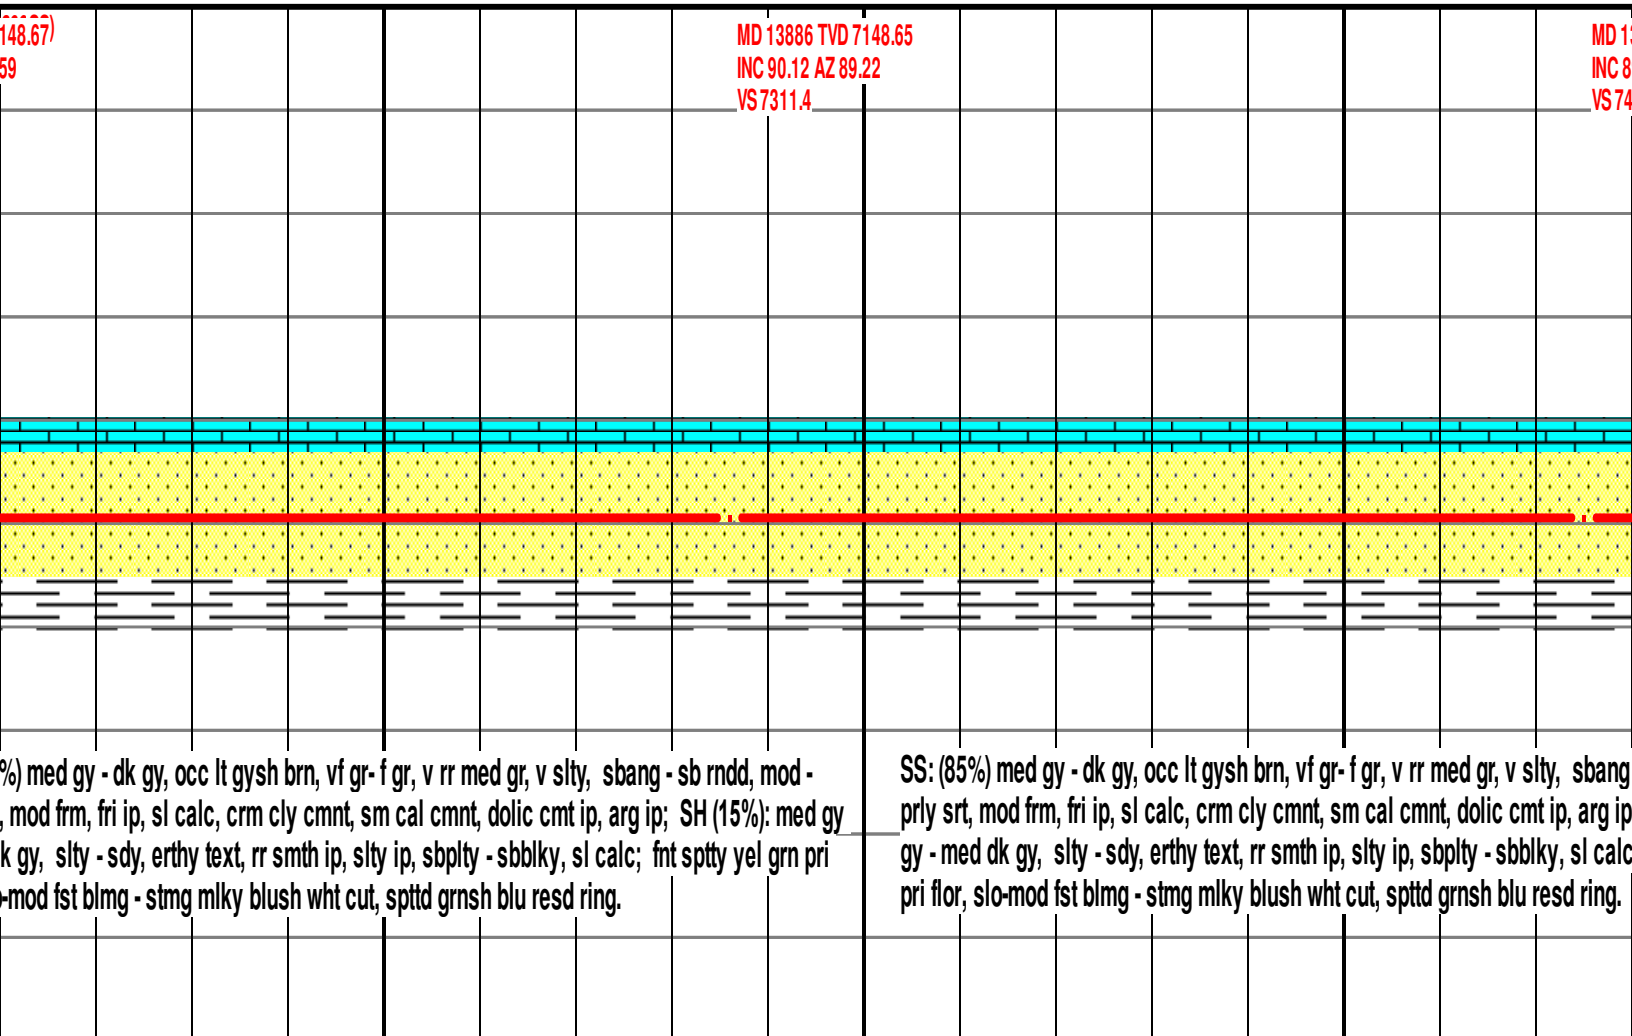 148.67)
59
MD 13886 TVD 7148.65
INC 90.12 AZ 89.22
VS 7311.4
MD 13
INC 8
VS 74
%) med gy - dk gy, occ lt gysh brn, vf gr- f gr, v rr med gr, v slty, sbang - sb rndd, mod -
, mod frm, fri ip, sl calc, crm cly cmnt, sm cal cmnt, dolic cmt ip, arg ip; SH (15%): med gy
k gy, slty - sdy, erthy text, rr smth ip, slty ip, sbplty - sbblky, sl calc; fnt sptty yel grn pri
o-mod fst blmg - stmg mlky blush wht cut, spttd grnsh blu resd ring.
SS: (85%) med gy - dk gy, occ lt gysh brn, vf gr- f gr, v rr med gr, v slty, sbang
prly srt, mod frm, fri ip, sl calc, crm cly cmnt, sm cal cmnt, dolic cmt ip, arg ip
gy - med dk gy, slty - sdy, erthy text, rr smth ip, slty ip, sbplty - sbblky, sl calc
pri flor, slo-mod fst blmg - stmg mlky blush wht cut, spttd grnsh blu resd ring.